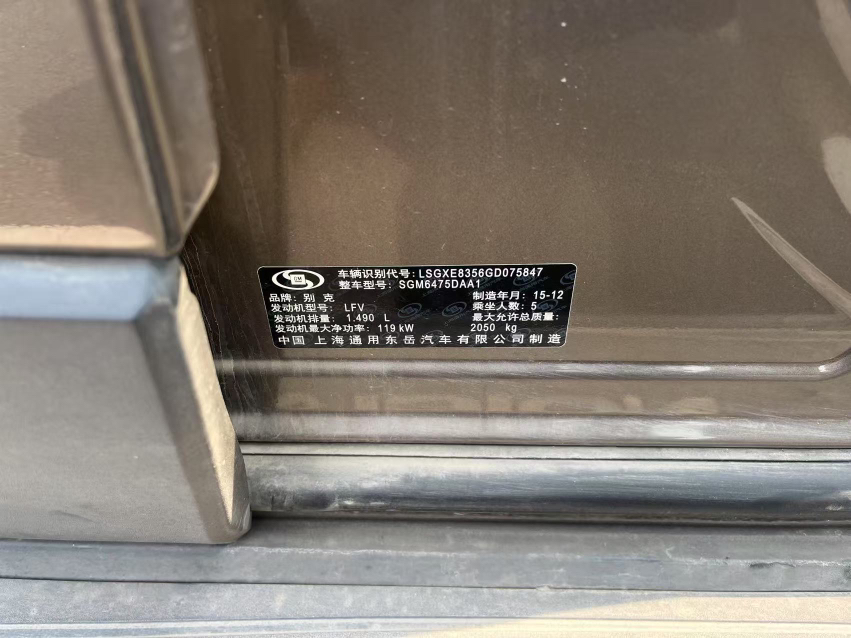 GM
车辆识别代号：LSGXE8356GD075847
整车型号：SGM6475DAA1
品牌：别 克 制造年月：15-12
发动机型号：LFV 乘坐人数：5
发动机排量：1.490 L 最大允许总质量：
发动机最大净功率：119 kW 2050 kg
中国 上海通用东岳汽车有限公司制造